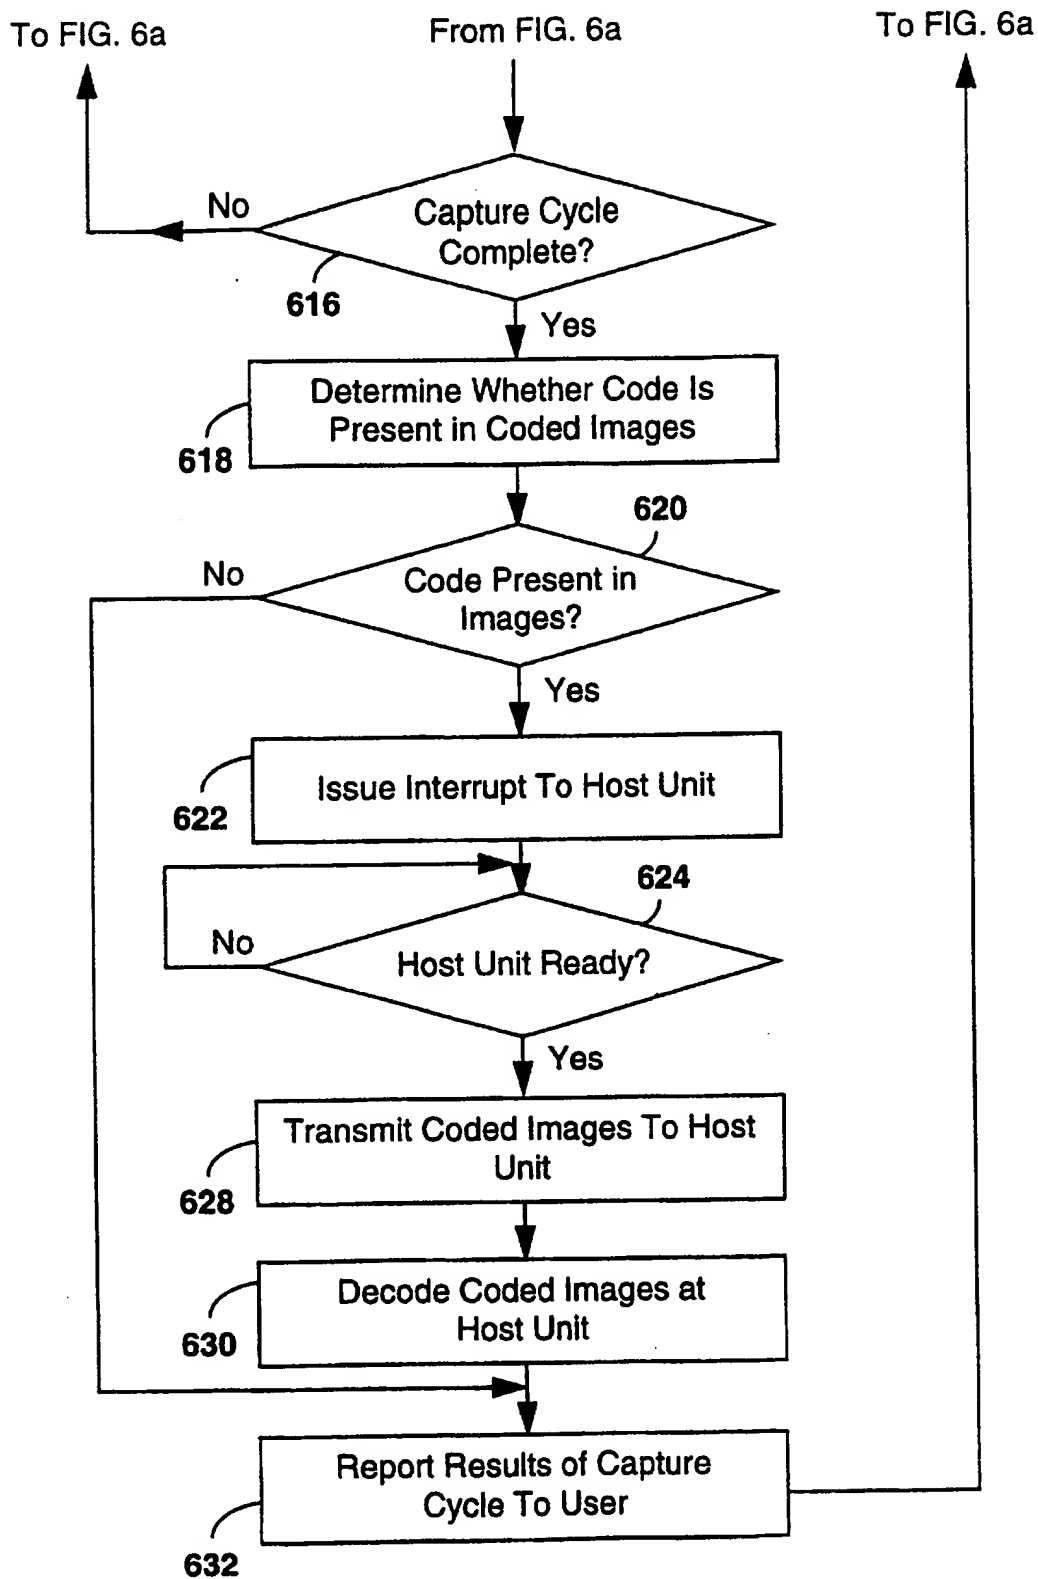 To FIG. 6a
From FIG. 6a
To FIG. 6a
No
Capture Cycle
Complete?
616
Yes
Determine Whether Code Is
Present in Coded Images
618
620
No
Code Present in
Images?
Yes
Issue Interrupt To Host Unit
622
624
No
Host Unit Ready?
Yes
Transmit Coded Images To Host
Unit
628
Decode Coded Images at
Host Unit
630
Report Results of Capture
Cycle To User
632